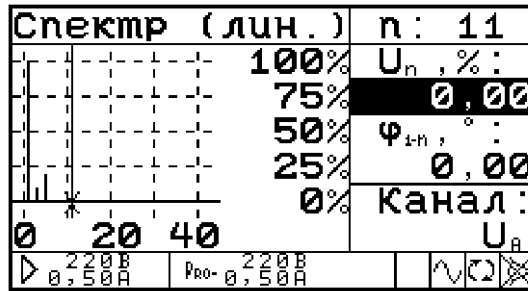 Спектр (лин.)
100%
75%
50%
25%
0%
0 20 40
n: 11
Un ,%:
0,00
φ1-n ,°:
0,00
Канал:
UA
220В
0,50А
PRO- 220В
0,50А